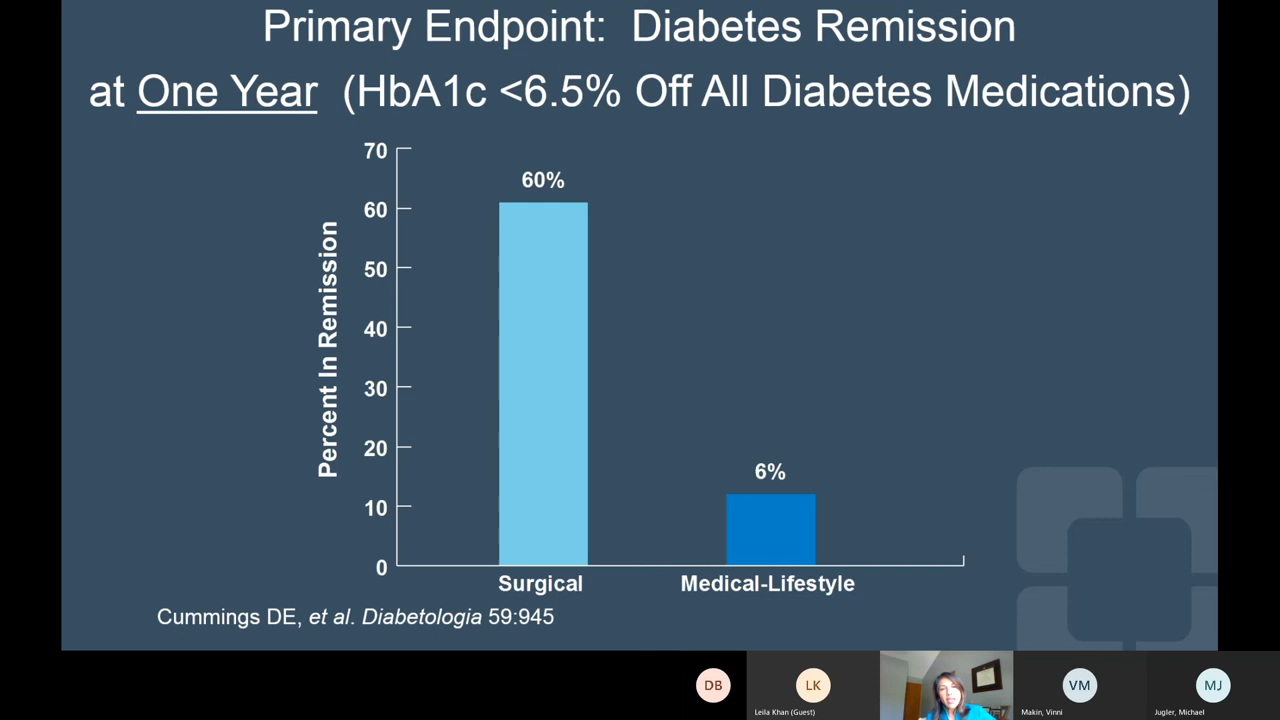 Primary Endpoint: Diabetes Remission
at One Year (HbA1c <6.5% Off All Diabetes Medications)
Percent In Remission
70
60
50
40
30
20
10
0
60%
6%
Surgical
Medical-Lifestyle
Cummings DE, et al. Diabetologia 59:945
DB
LK
VM
MJ
Leila Khan (Guest)
Makin, Vinni
Jugler, Michael